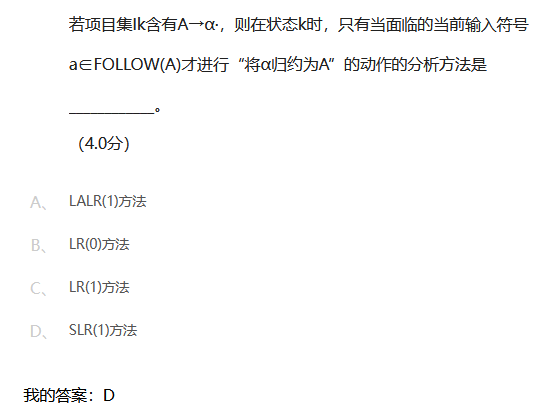 若项目集Ik含有A→α·，则在状态k时，只有当面临的当前输入符号
a∈FOLLOW(A)才进行“将α归约为A”的动作的分析方法是
____________。
（4.0分）
A、 LALR(1)方法
B、 LR(0)方法
C、 LR(1)方法
D、 SLR(1)方法
我的答案：D